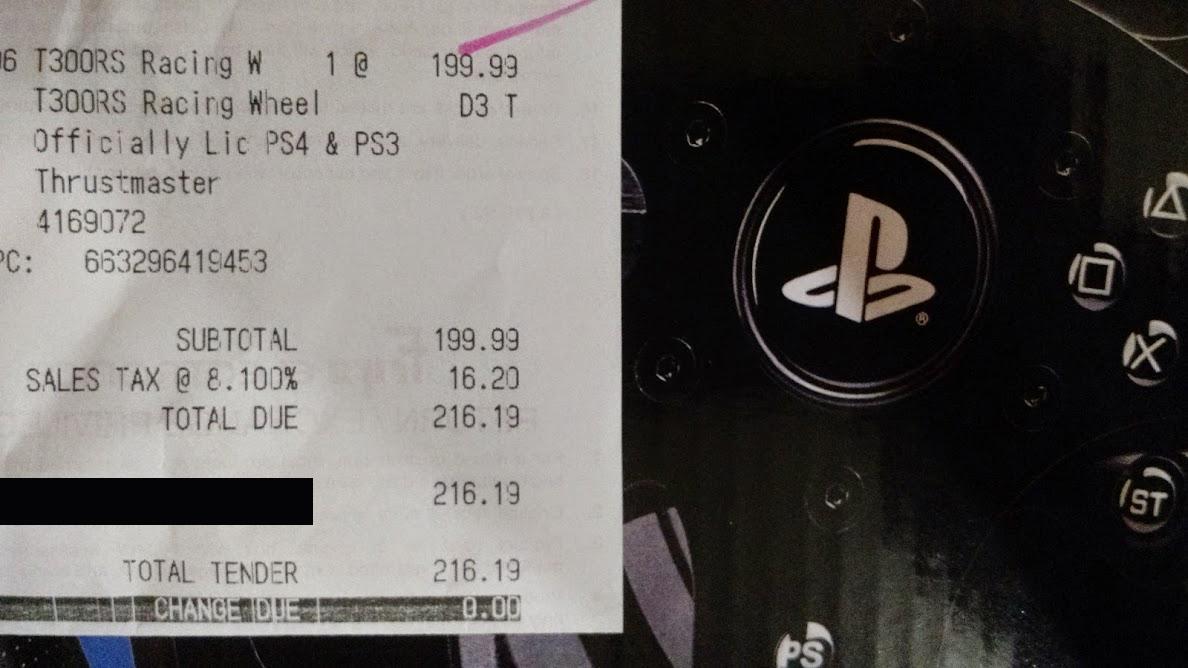 06 T300RS Racing W 1 @ 199.99
T300RS Racing Wheel D3 T
Officially Lic PS4 & PS3
Thrustmaster
4169072
PC: 663296419453
SUBTOTAL 199.99
SALES TAX @ 8.100% 16.20
TOTAL DUE 216.19
216.19
TOTAL TENDER 216.19
CHANGE DUE 0.00
®
X
ST
PS